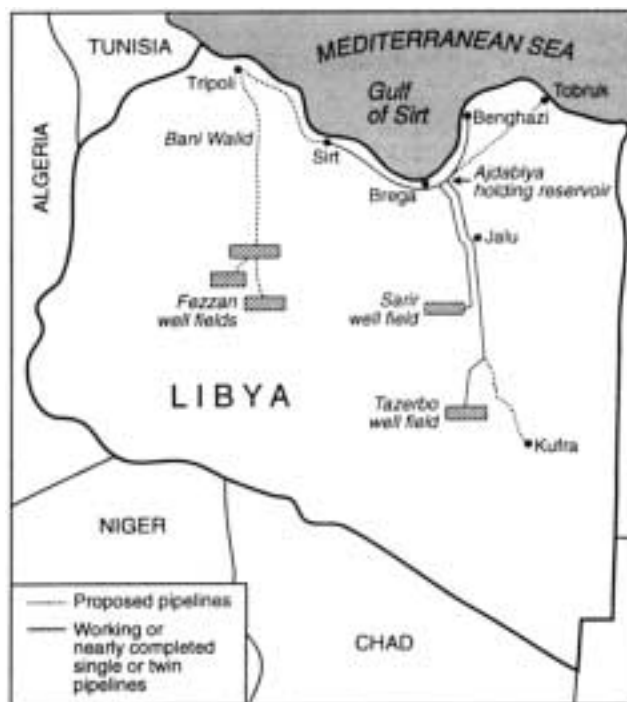 TUNISIA
MEDITERRANEAN SEA
Tripoli
Gulf
of Sirt
Tobruk
Benghazi
Bani Walid
Sirt
Ajdabiya
holding reservoir
Brega
ALGERIA
Jalu
Fezzan
well fields
Sarir
well field
LIBYA
Tazerbo
well field
Kufra
NIGER
Proposed pipelines
Working or
nearly completed
single or twin
pipelines
CHAD